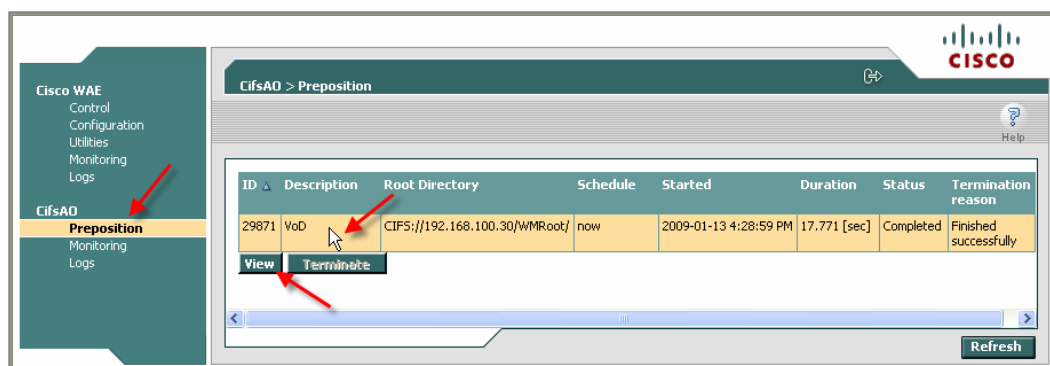 CISCO
Cisco WAE
Control
Configuration
Utilities
Monitoring
Logs
CifsAO
Preposition
Monitoring
Logs
CifsAO > Preposition
Help
ID Description Root Directory Schedule Started Duration Status Termination reason
29871 VoD CIFS://192.168.100.30/WMRoot/ now 2009-01-13 4:28:59 PM 17.771 [sec] Completed Finished successfully
View Terminate
Refresh